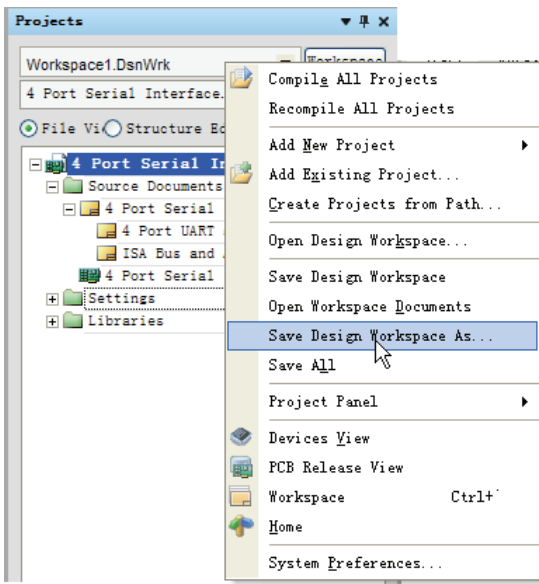 Projects
Workspace1.DsnWrk
Workspace
4 Port Serial Interface.
File Vi Structure Ed
4 Port Serial In
Source Documents
4 Port Serial
4 Port UART
ISA Bus and
4 Port Serial
Settings
Libraries
Compile All Projects
Recompile All Projects
Add New Project
Add Existing Project...
Create Projects from Path...
Open Design Workspace...
Save Design Workspace
Open Workspace Documents
Save Design Workspace As...
Save All
Project Panel
Devices View
PCB Release View
Workspace Ctrl+`
Home
System Preferences...